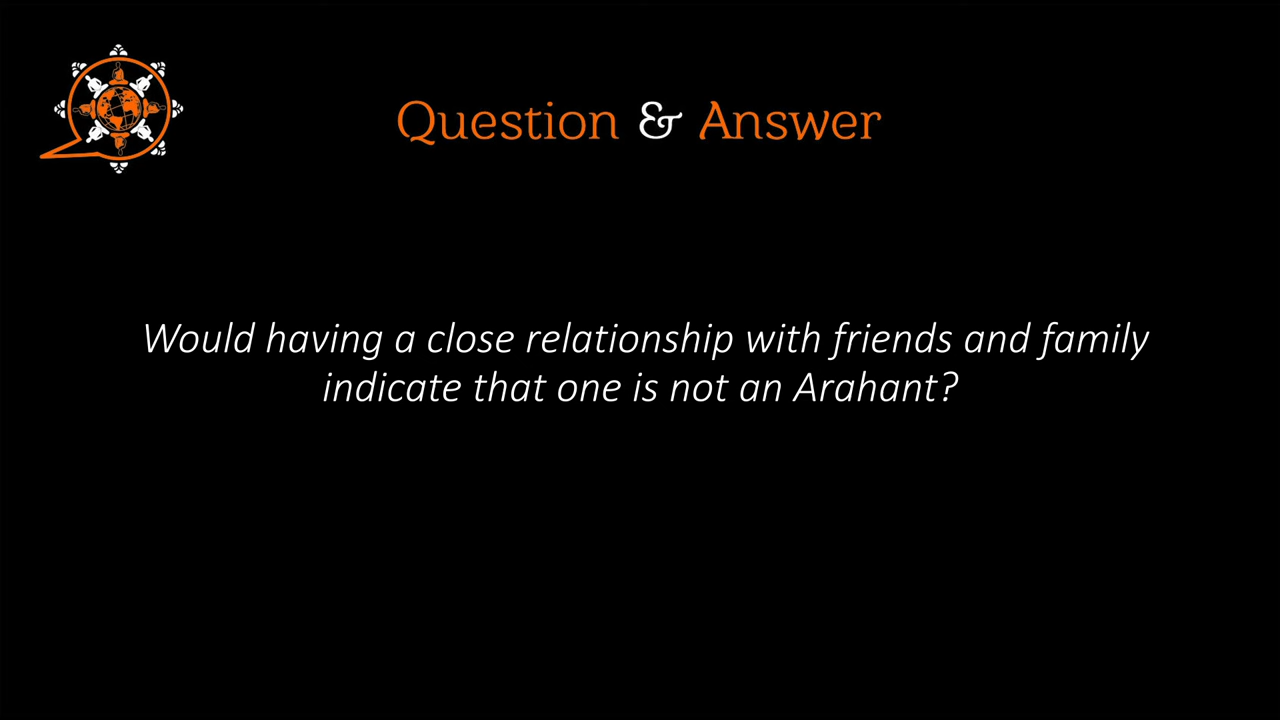 Question & Answer
Would having a close relationship with friends and family
indicate that one is not an Arahant?